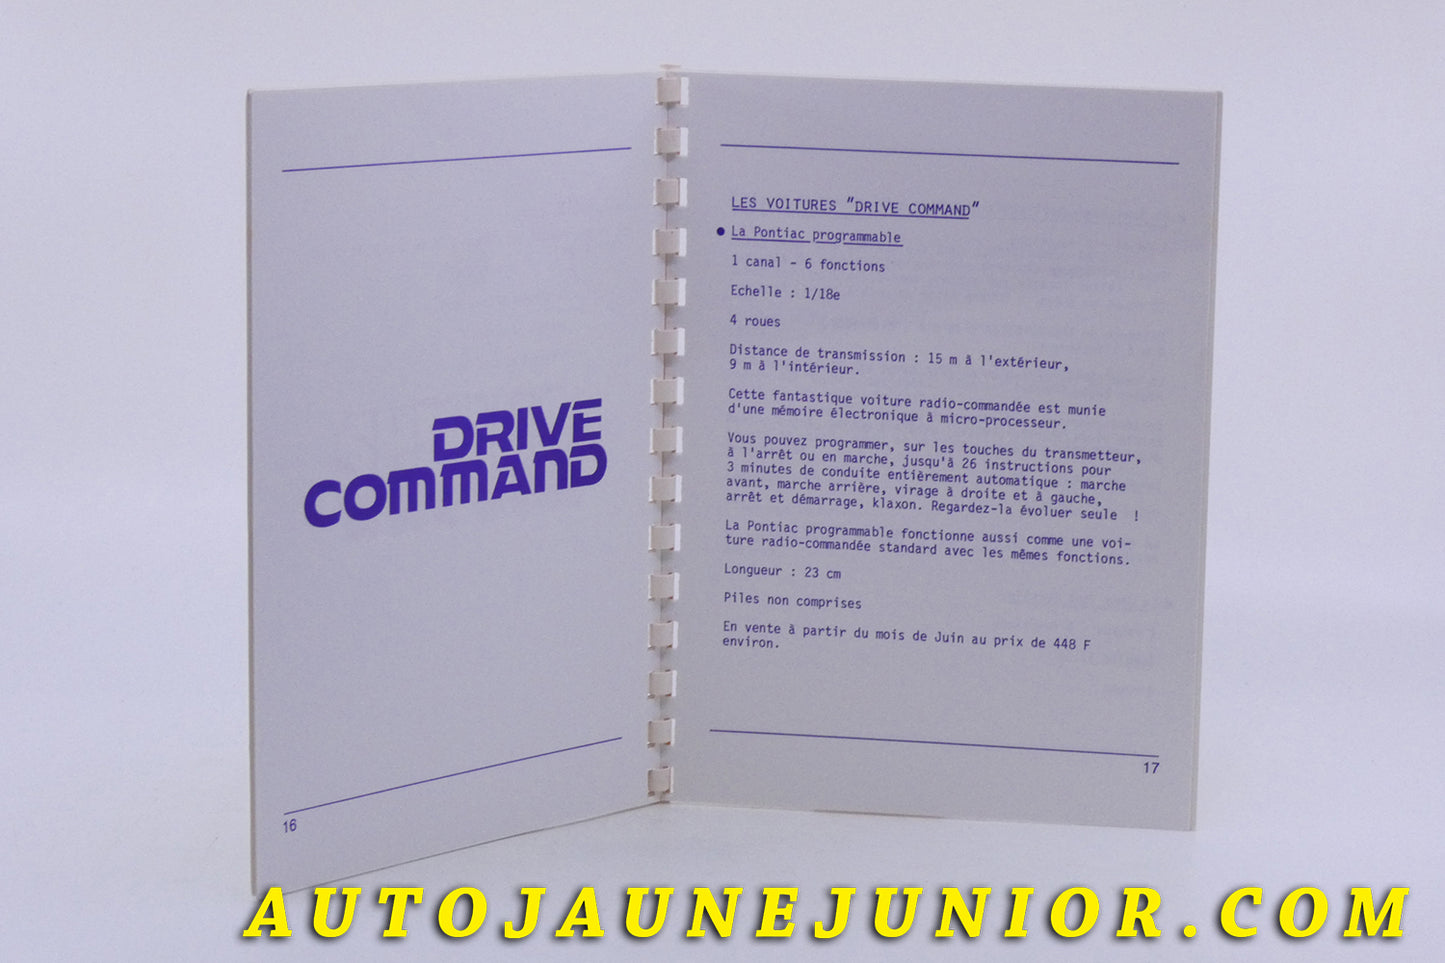 DRIVE
COMMAND
16
LES VOITURES "DRIVE COMMAND"
● La Pontiac programmable
1 canal - 6 fonctions
Echelle : 1/18e
4 roues
Distance de transmission : 15 m à l'extérieur,
9 m à l'intérieur.
Cette fantastique voiture radio-commandée est munie
d'une mémoire électronique à micro-processeur.
Vous pouvez programmer, sur les touches du transmetteur,
à l'arrêt ou en marche, jusqu'à 26 instructions pour
3 minutes de conduite entièrement automatique : marche
avant, marche arrière, virage à droite et à gauche,
arrêt et démarrage, klaxon. Regardez-la évoluer seule !
La Pontiac programmable fonctionne aussi comme une voi-
ture radio-commandée standard avec les mêmes fonctions.
Longueur : 23 cm
Piles non comprises
En vente à partir du mois de Juin au prix de 448 F
environ.
17
AUTOJAUNEJUNIOR.COM